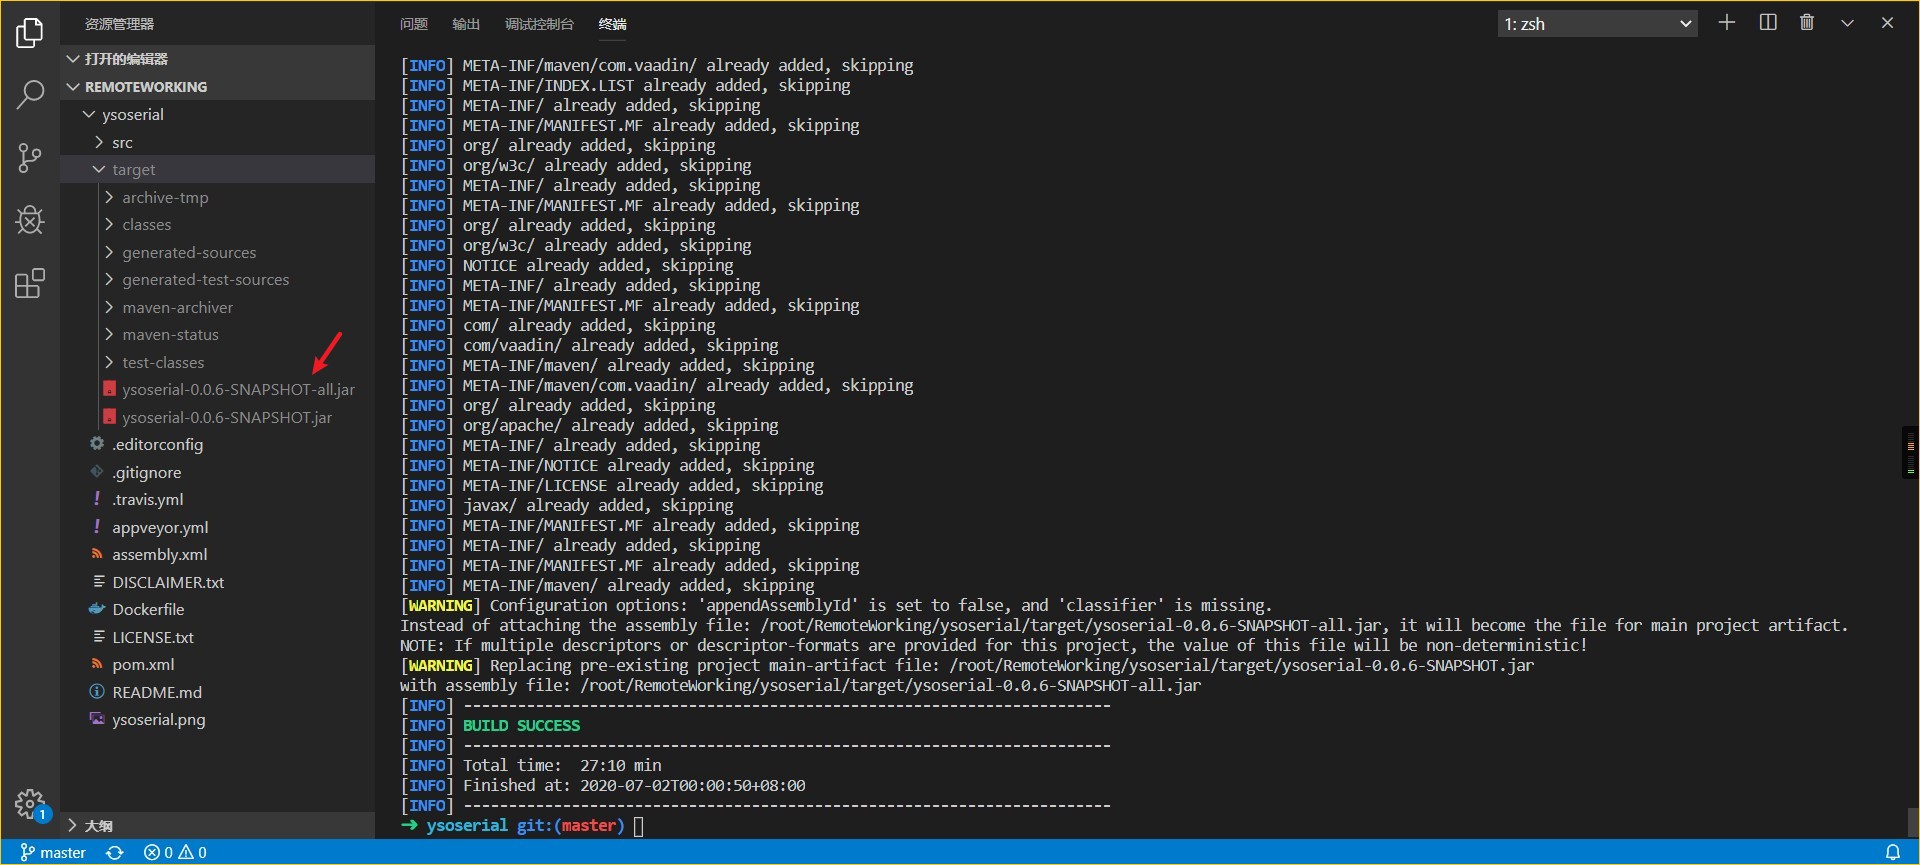 资源管理器
打开的编辑器
REMOTEWORKING
ysoserial
src
target
archive-tmp
classes
generated-sources
generated-test-sources
maven-archiver
maven-status
test-classes
ysoserial-0.0.6-SNAPSHOT-all.jar
ysoserial-0.0.6-SNAPSHOT.jar
.editorconfig
.gitignore
! .travis.yml
! appveyor.yml
assembly.xml
DISCLAIMER.txt
Dockerfile
LICENSE.txt
pom.xml
README.md
ysoserial.png
大纲
1
问题 输出 调试控制台 终端
1: zsh
[INFO] META-INF/maven/com.vaadin/ already added, skipping
[INFO] META-INF/INDEX.LIST already added, skipping
[INFO] META-INF/ already added, skipping
[INFO] META-INF/MANIFEST.MF already added, skipping
[INFO] org/ already added, skipping
[INFO] org/w3c/ already added, skipping
[INFO] META-INF/ already added, skipping
[INFO] META-INF/MANIFEST.MF already added, skipping
[INFO] org/ already added, skipping
[INFO] org/w3c/ already added, skipping
[INFO] NOTICE already added, skipping
[INFO] META-INF/ already added, skipping
[INFO] META-INF/MANIFEST.MF already added, skipping
[INFO] com/ already added, skipping
[INFO] com/vaadin/ already added, skipping
[INFO] META-INF/maven/ already added, skipping
[INFO] META-INF/maven/com.vaadin/ already added, skipping
[INFO] org/ already added, skipping
[INFO] org/apache/ already added, skipping
[INFO] META-INF/ already added, skipping
[INFO] META-INF/NOTICE already added, skipping
[INFO] META-INF/LICENSE already added, skipping
[INFO] javax/ already added, skipping
[INFO] META-INF/MANIFEST.MF already added, skipping
[INFO] META-INF/ already added, skipping
[INFO] META-INF/MANIFEST.MF already added, skipping
[INFO] META-INF/maven/ already added, skipping
[WARNING] Configuration options: 'appendAssemblyId' is set to false, and 'classifier' is missing.
Instead of attaching the assembly file: /root/RemoteWorking/ysoserial/target/ysoserial-0.0.6-SNAPSHOT-all.jar, it will become the file for main project artifact.
NOTE: If multiple descriptors or descriptor-formats are provided for this project, the value of this file will be non-deterministic!
[WARNING] Replacing pre-existing project main-artifact file: /root/RemoteWorking/ysoserial/target/ysoserial-0.0.6-SNAPSHOT.jar
with assembly file: /root/RemoteWorking/ysoserial/target/ysoserial-0.0.6-SNAPSHOT-all.jar
[INFO] ------------------------------------------------------------------------
[INFO] BUILD SUCCESS
[INFO] ------------------------------------------------------------------------
[INFO] Total time:  27:10 min
[INFO] Finished at: 2020-07-02T00:00:50+08:00
[INFO] ------------------------------------------------------------------------
➜ ysoserial git:(master)
master 0 0